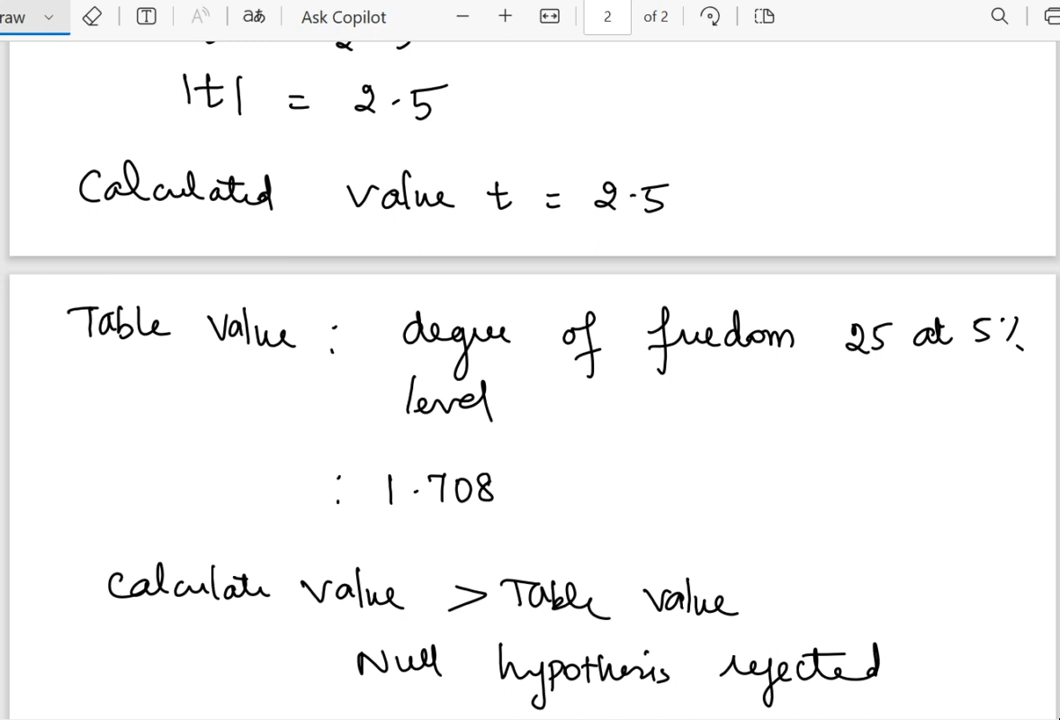 raw
Ask Copilot
2 of 2
|t| = 2.5
Calculated value t = 2.5
Table value : degree of freedom 25 at 5%
level
: 1.708
Calculate value > Table value
Null hypothesis rejected